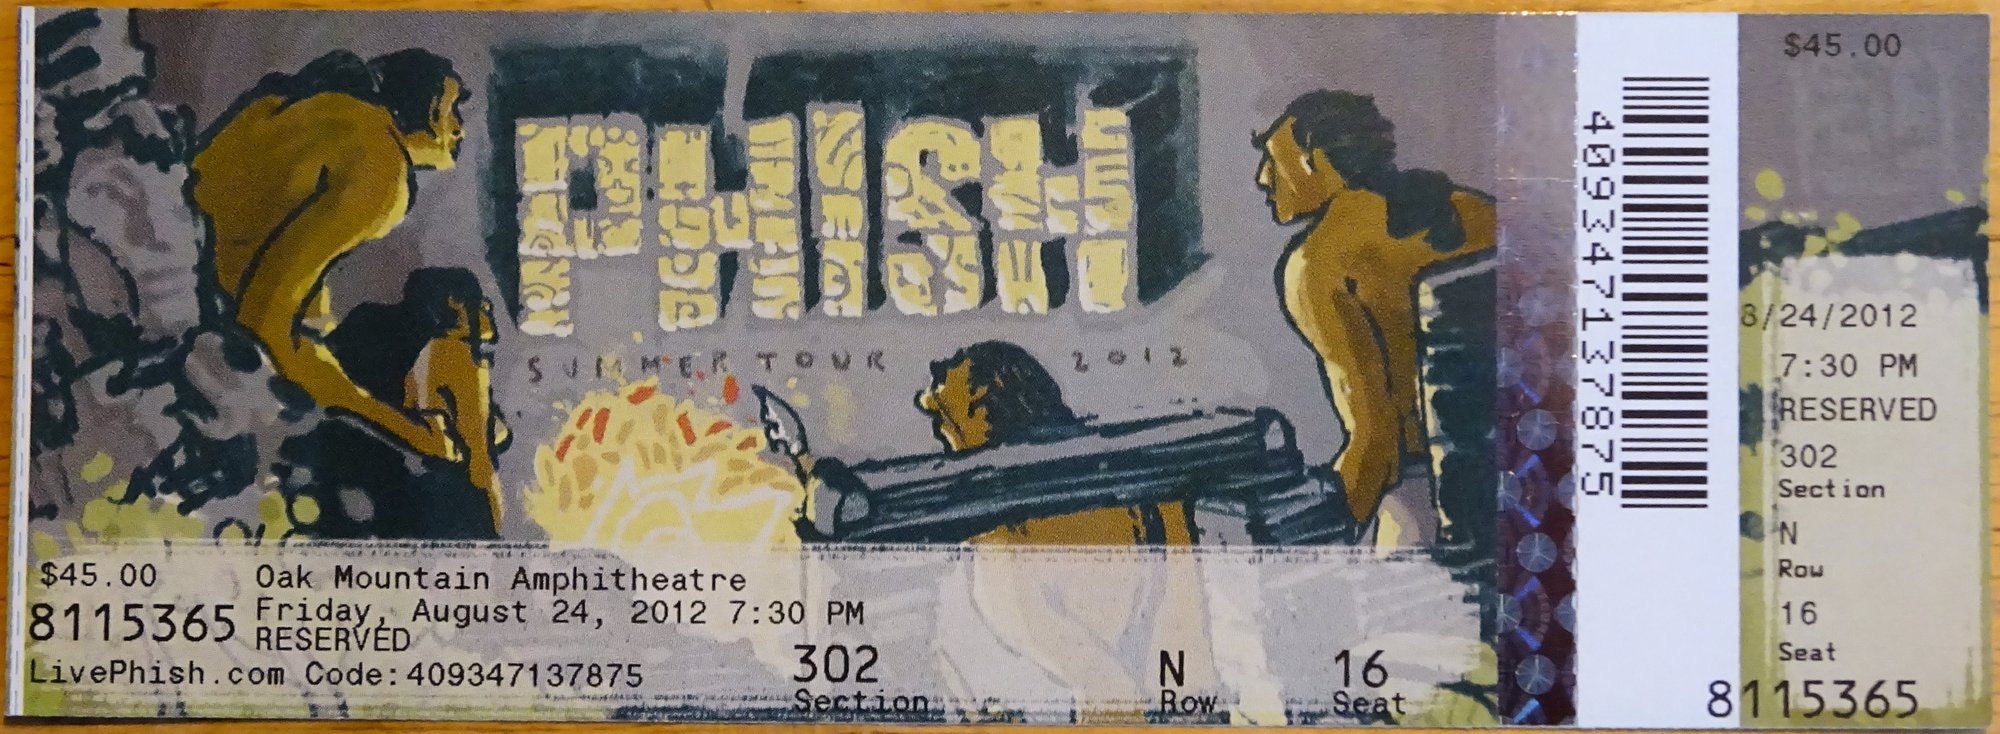 PHISH
SUMMER TOUR 2012
$45.00
Oak Mountain Amphitheatre
8115365
Friday, August 24, 2012 7:30 PM
RESERVED
LivePhish.com Code:409347137875
302
Section
N
Row
16
Seat
409347137875
$45.00
8/24/2012
7:30 PM
RESERVED
302
Section
N
Row
16
Seat
8115365